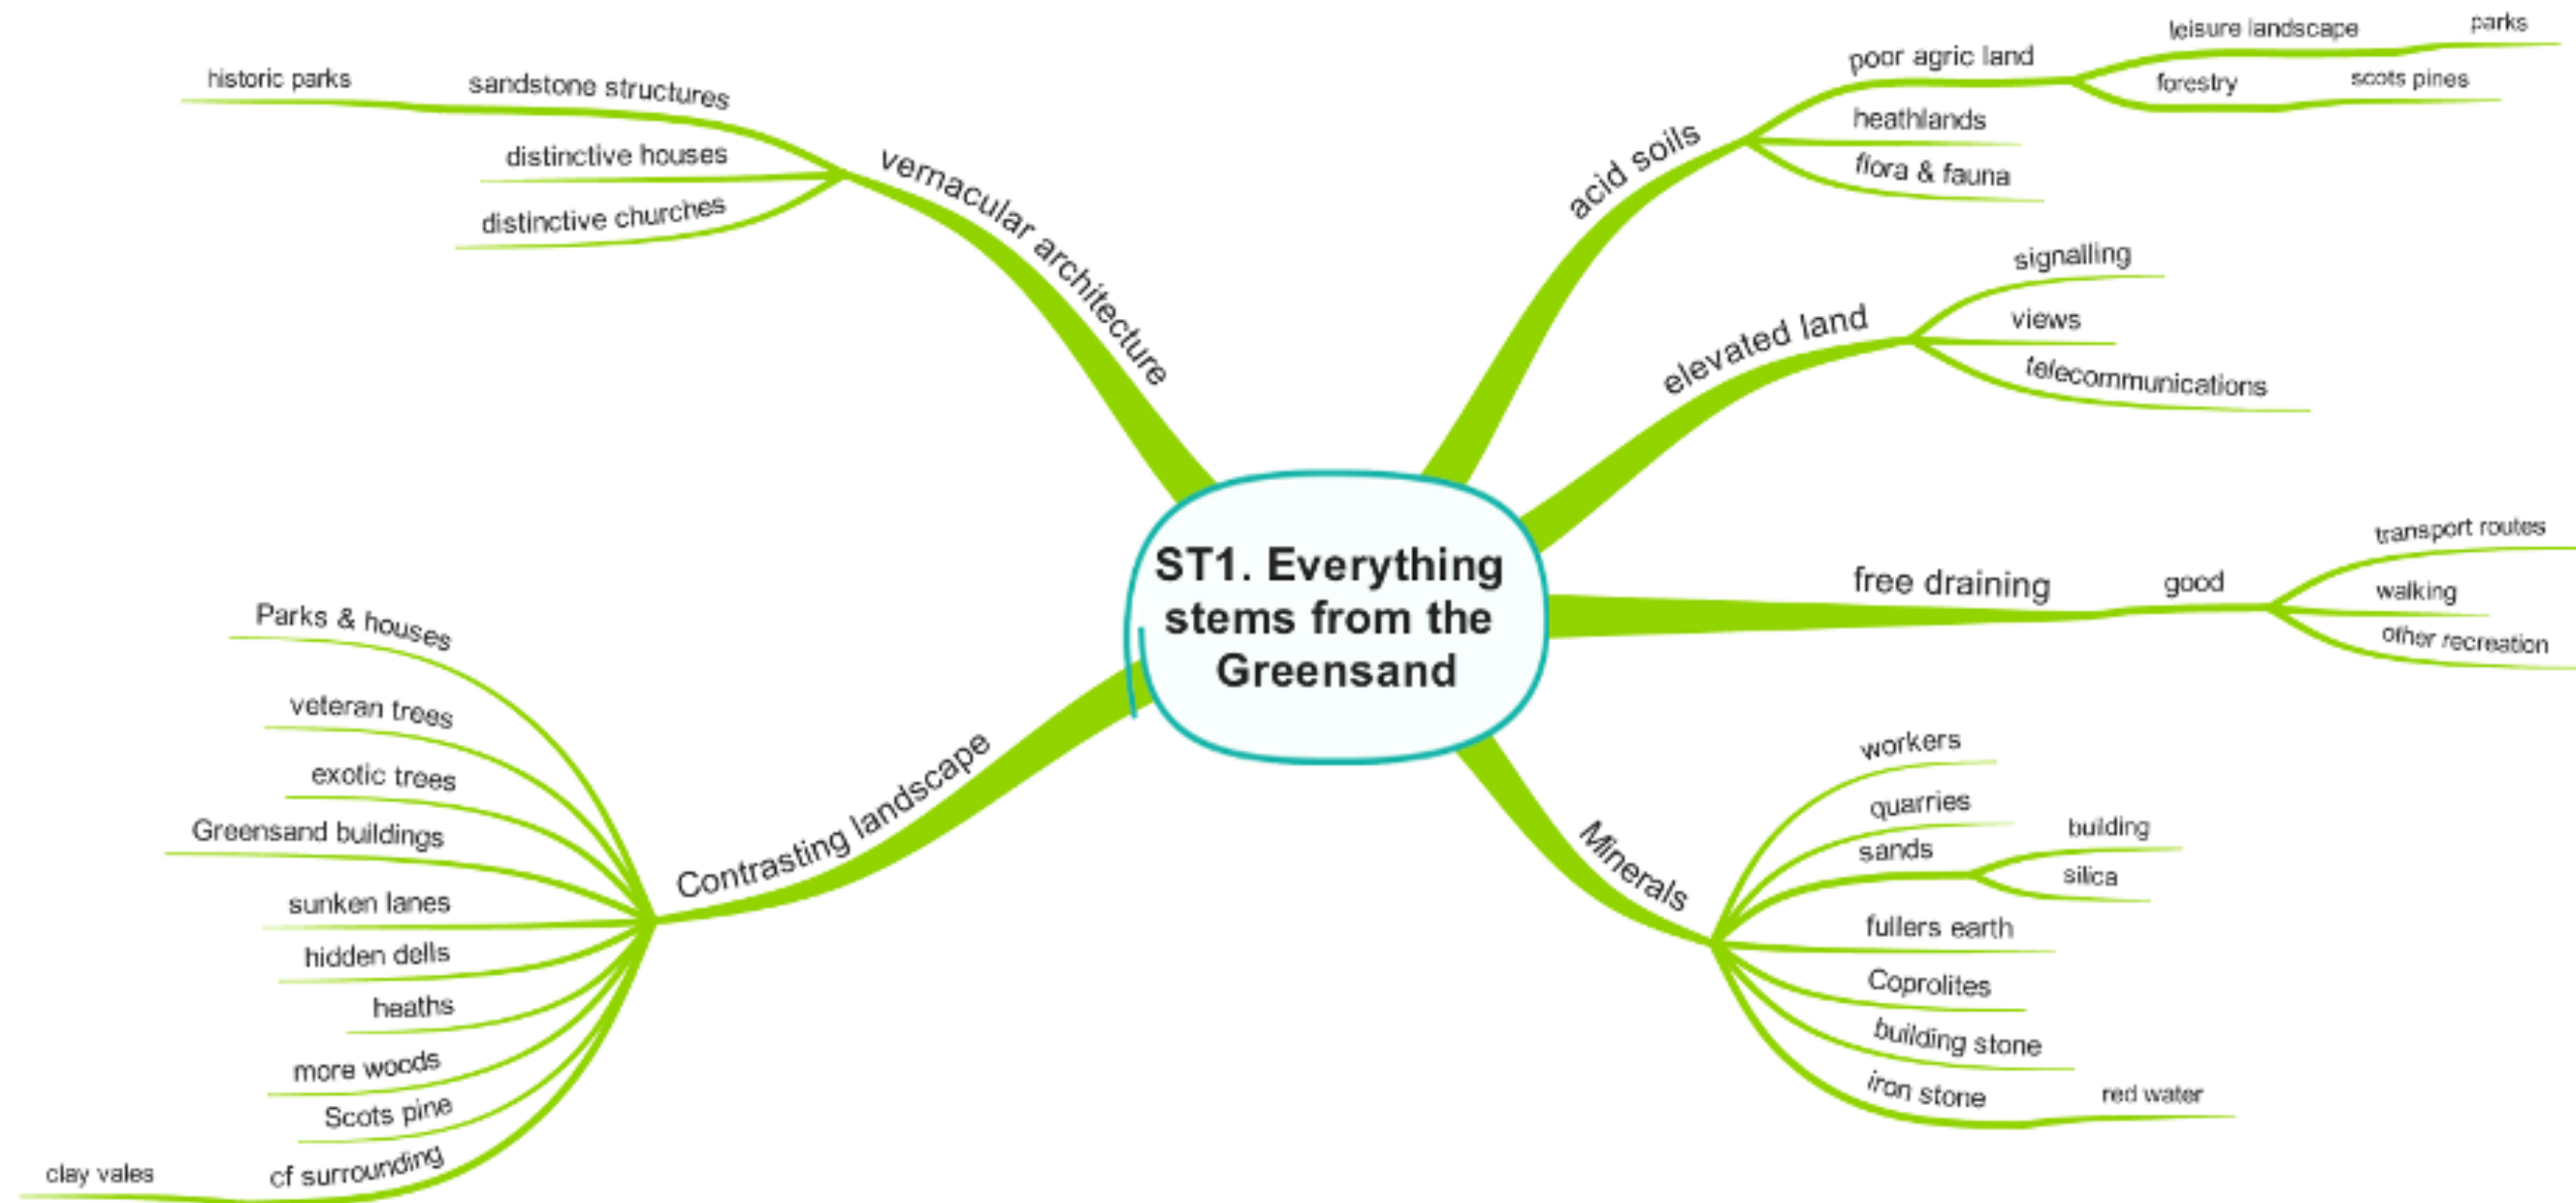 ST1. Everything
stems from the
Greensand
acid soils
poor agric land
leisure landscape
parks
forestry
scots pines
heathlands
flora & fauna
elevated land
signalling
views
telecommunications
free draining
good
transport routes
walking
other recreation
Minerals
workers
quarries
sands
building
silica
fullers earth
Coprolites
building stone
iron stone
red water
Contrasting landscape
Parks & houses
veteran trees
exotic trees
Greensand buildings
sunken lanes
hidden dells
heaths
more woods
Scots pine
cf surrounding
clay vales
vernacular architecture
sandstone structures
historic parks
distinctive houses
distinctive churches